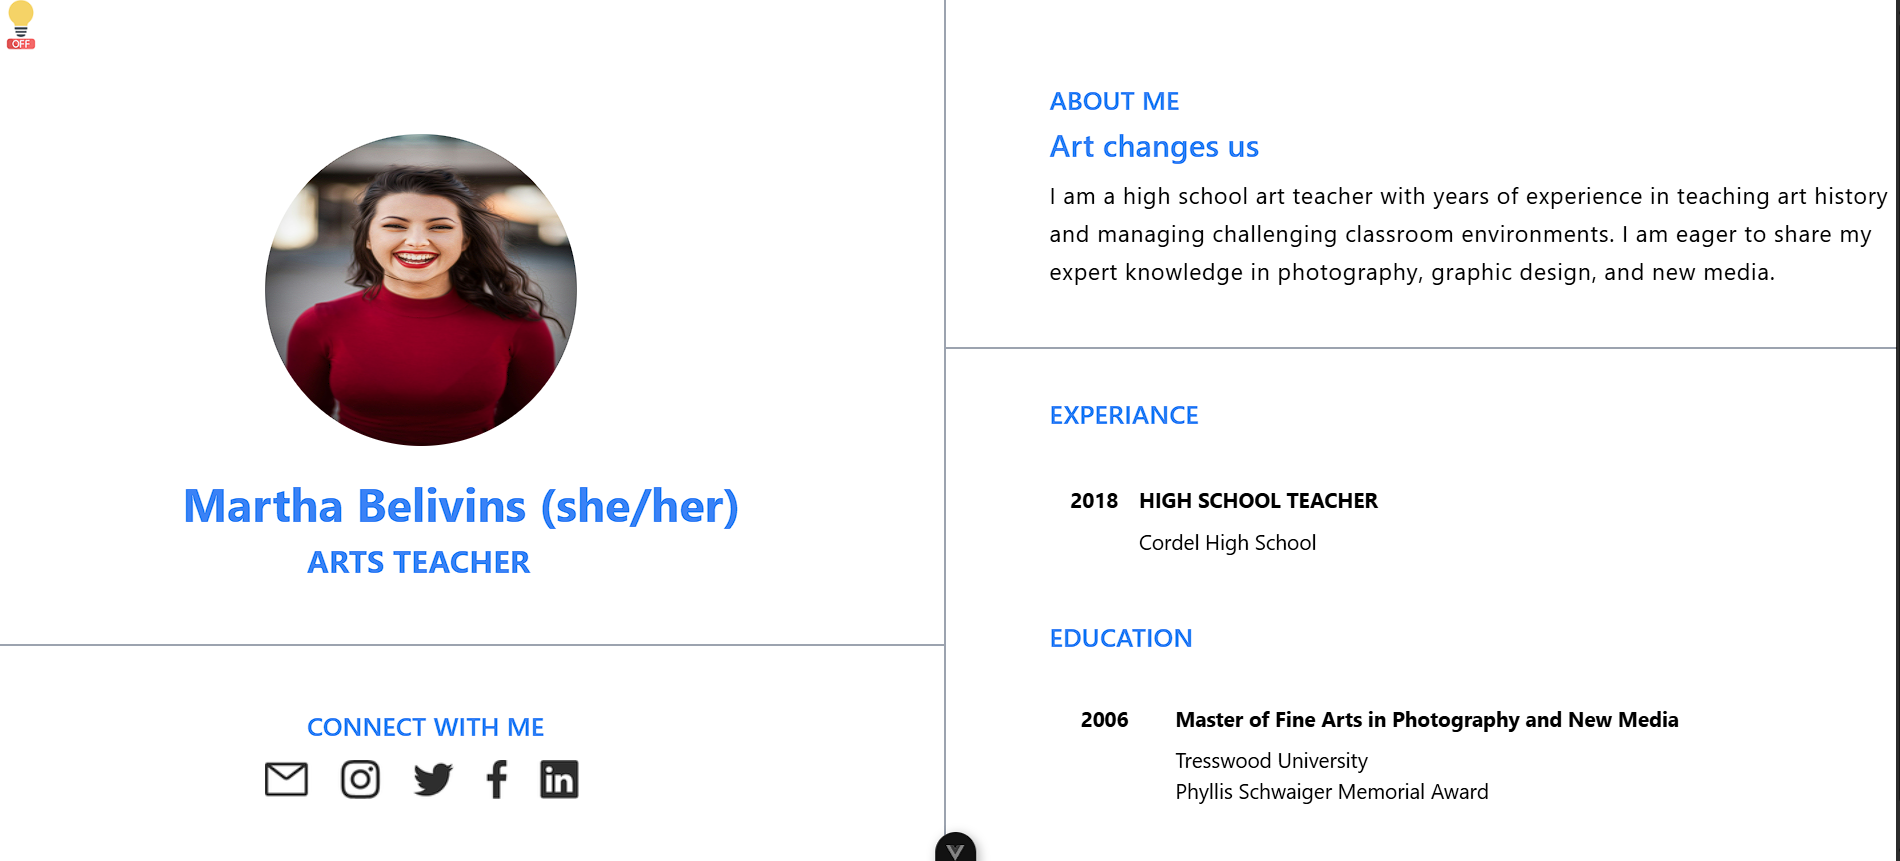 OFF
Martha Belivins (she/her)
ARTS TEACHER
CONNECT WITH ME
ABOUT ME
Art changes us
I am a high school art teacher with years of experience in teaching art history
and managing challenging classroom environments. I am eager to share my
expert knowledge in photography, graphic design, and new media.
EXPERIANCE
2018 HIGH SCHOOL TEACHER
Cordel High School
EDUCATION
2006 Master of Fine Arts in Photography and New Media
Tresswood University
Phyllis Schwaiger Memorial Award